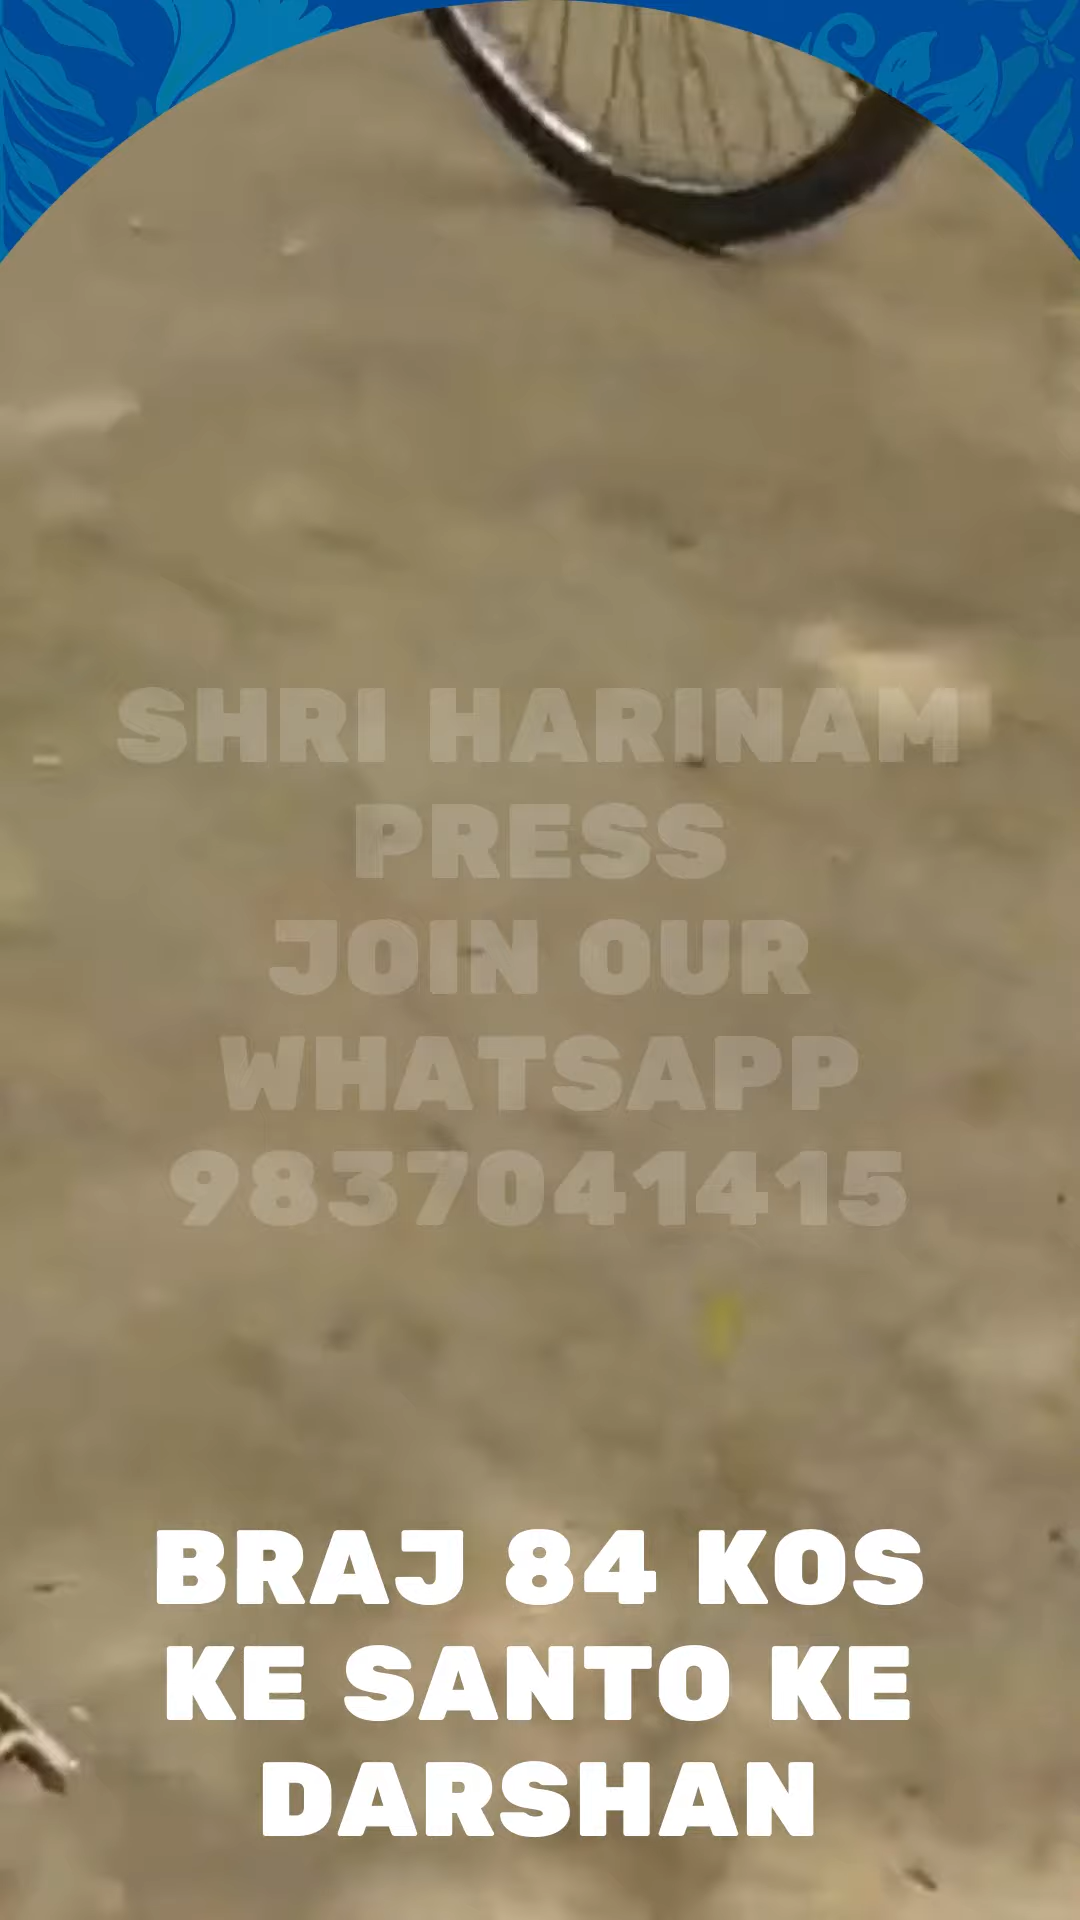 SHRI HARINAM
PRESS
JOIN OUR
WHATSAPP
9837041415
BRAJ 84 KOS
KE SANTO KE
DARSHAN